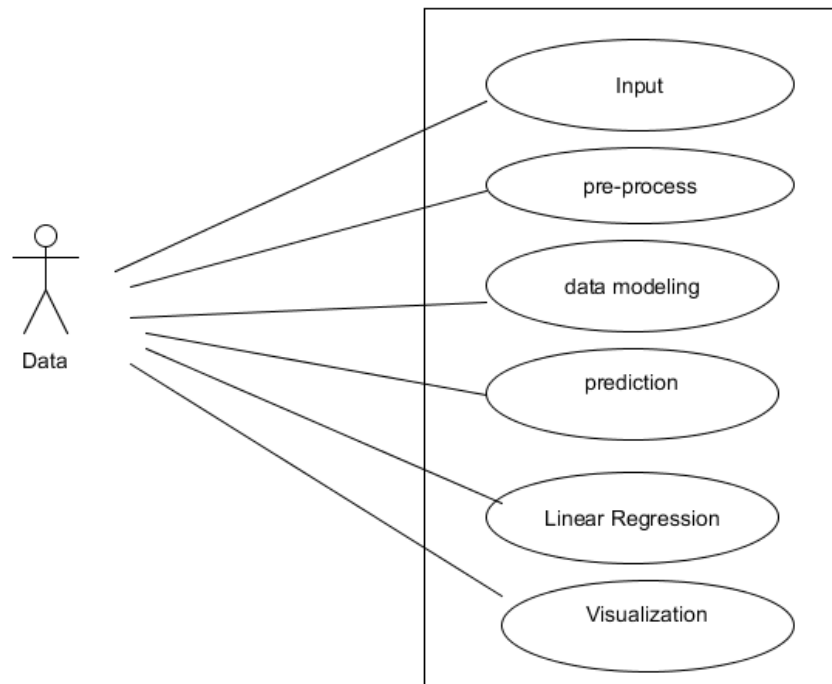 Input
pre-process
data modeling
Data
prediction
Linear Regression
Visualization